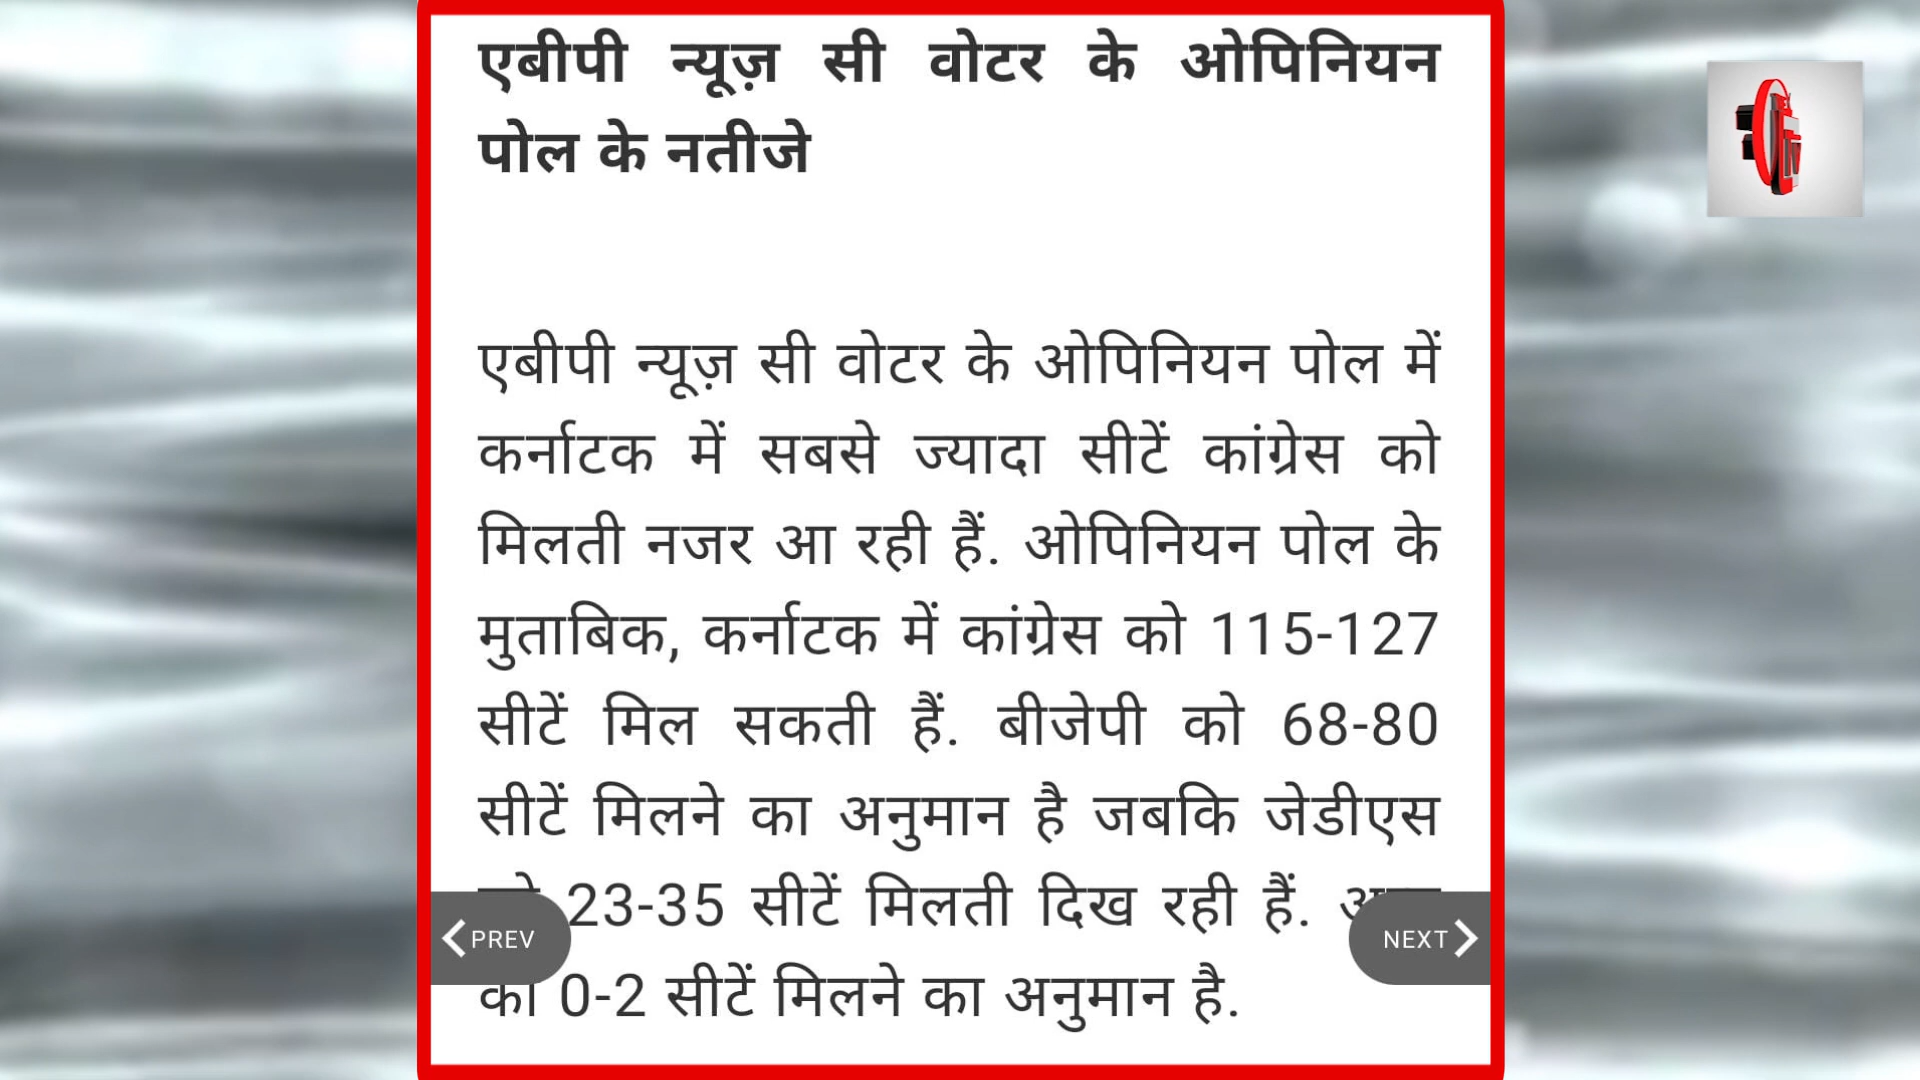 एबीपी न्यूज़ सी वोटर के ओपिनियन
पोल के नतीजे
एबीपी न्यूज़ सी वोटर के ओपिनियन पोल में
कर्नाटक में सबसे ज्यादा सीटें कांग्रेस को
मिलती नजर आ रही हैं. ओपिनियन पोल के
मुताबिक, कर्नाटक में कांग्रेस को 115-127
सीटें मिल सकती हैं. बीजेपी को 68-80
सीटें मिलने का अनुमान है जबकि जेडीएस
23-35 सीटें मिलती दिख रही हैं.
PREV
NEXT
0-2 सीटें मिलने का अनुमान है.